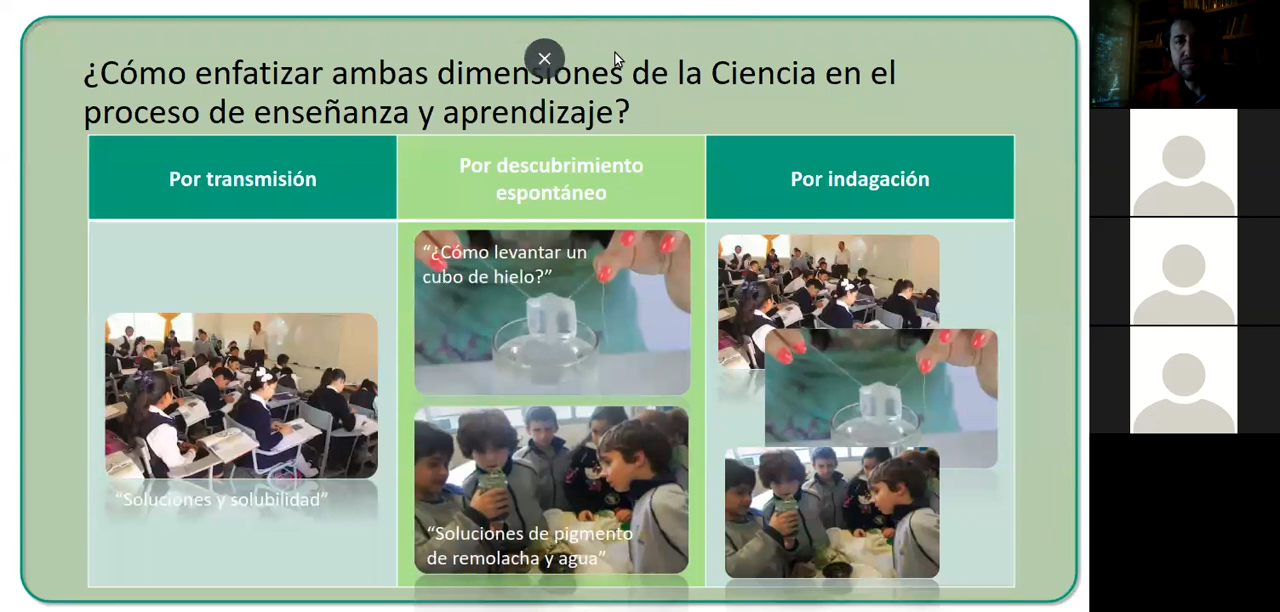 ¿Cómo enfatizar ambas dimensiones de la Ciencia en el
proceso de enseñanza y aprendizaje?
Por transmisión
Por descubrimiento
espontáneo
Por indagación
“¿Cómo levantar un
cubo de hielo?”
“Soluciones y solubilidad”
“Soluciones de pigmento
de remolacha y agua”